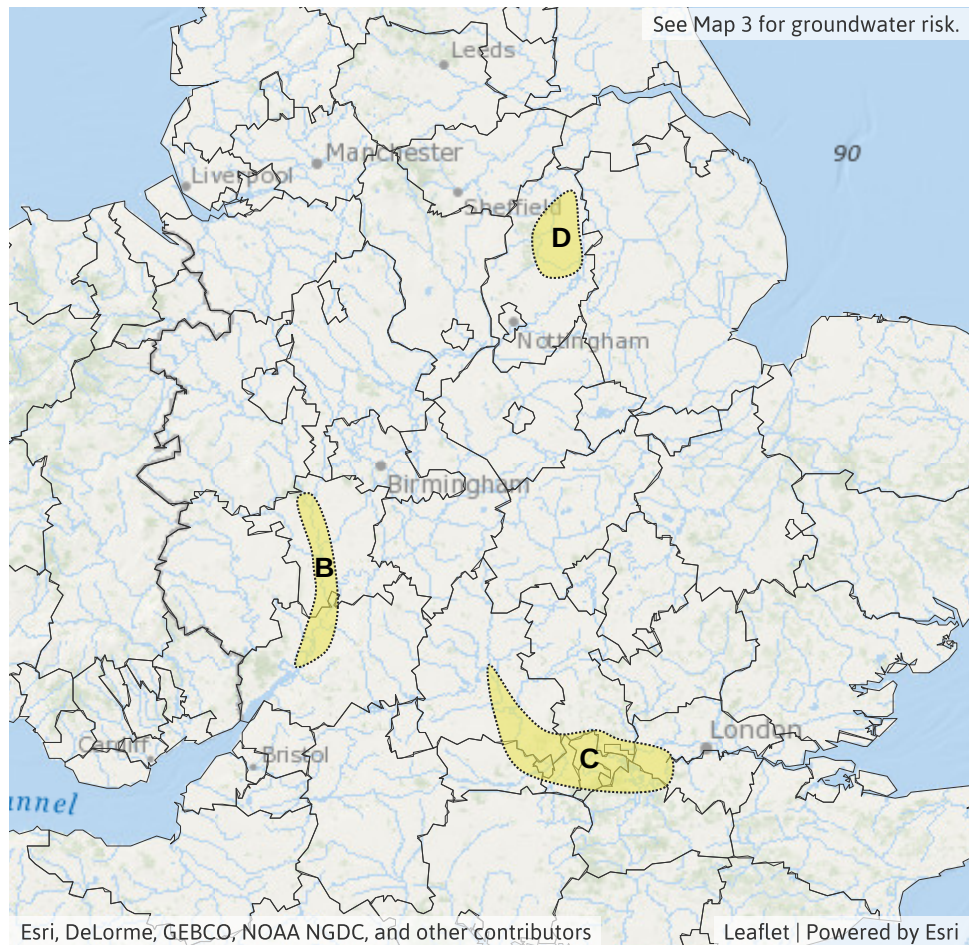 See Map 3 for groundwater risk.
Leeds
90
Manchester
Liverpool
Sheffield
D
Nottingham
Birmingham
B
London
Cardiff
Bristol
C
annel
Esri, DeLorme, GEBCO, NOAA NGDC, and other contributors
Leaflet | Powered by Esri